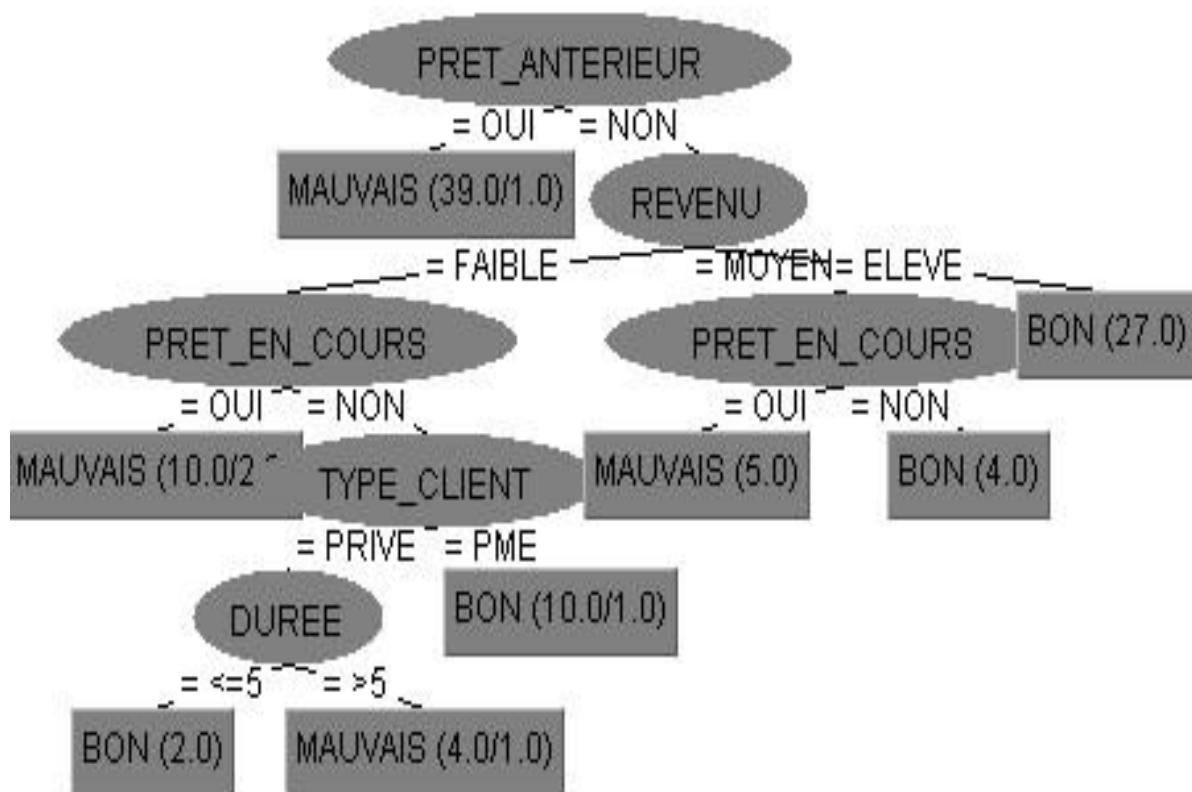 PRET_ANTERIEUR
= OUI = NON
MAUVAIS (39.0/1.0) REVENU
= FAIBLE = MOYEN = ELEVE
PRET_EN_COURS PRET_EN_COURS BON (27.0)
= OUI = NON = OUI = NON
MAUVAIS (10.0/2 TYPE_CLIENT MAUVAIS (5.0) BON (4.0)
= PRIVE = PME
DUREE BON (10.0/1.0)
= <=5 = >5
BON (2.0) MAUVAIS (4.0/1.0)